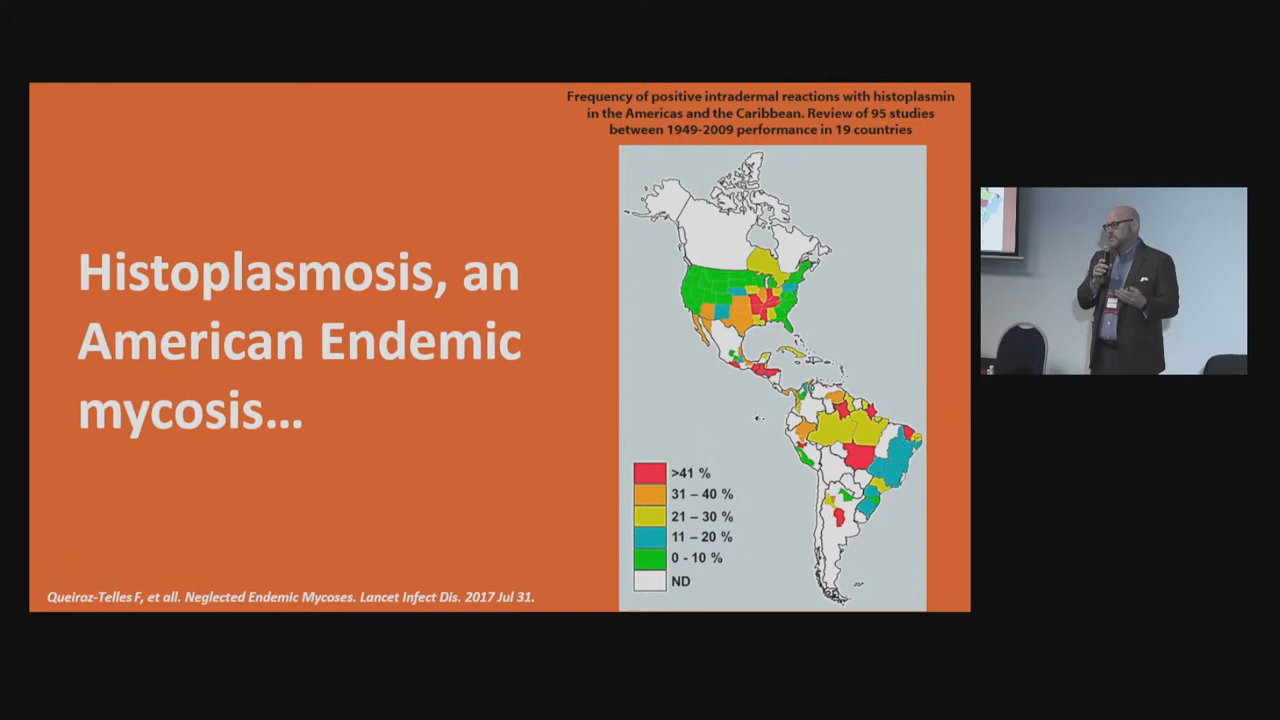 Frequency of positive intradermal reactions with histoplasmin
in the Americas and the Caribbean. Review of 95 studies
between 1949-2009 performance in 19 countries
Histoplasmosis, an
American Endemic
mycosis...
>41 %
31 – 40 %
21 – 30 %
11 – 20 %
0 - 10 %
ND
Queiroz-Telles F, et all. Neglected Endemic Mycoses. Lancet Infect Dis. 2017 Jul 31.